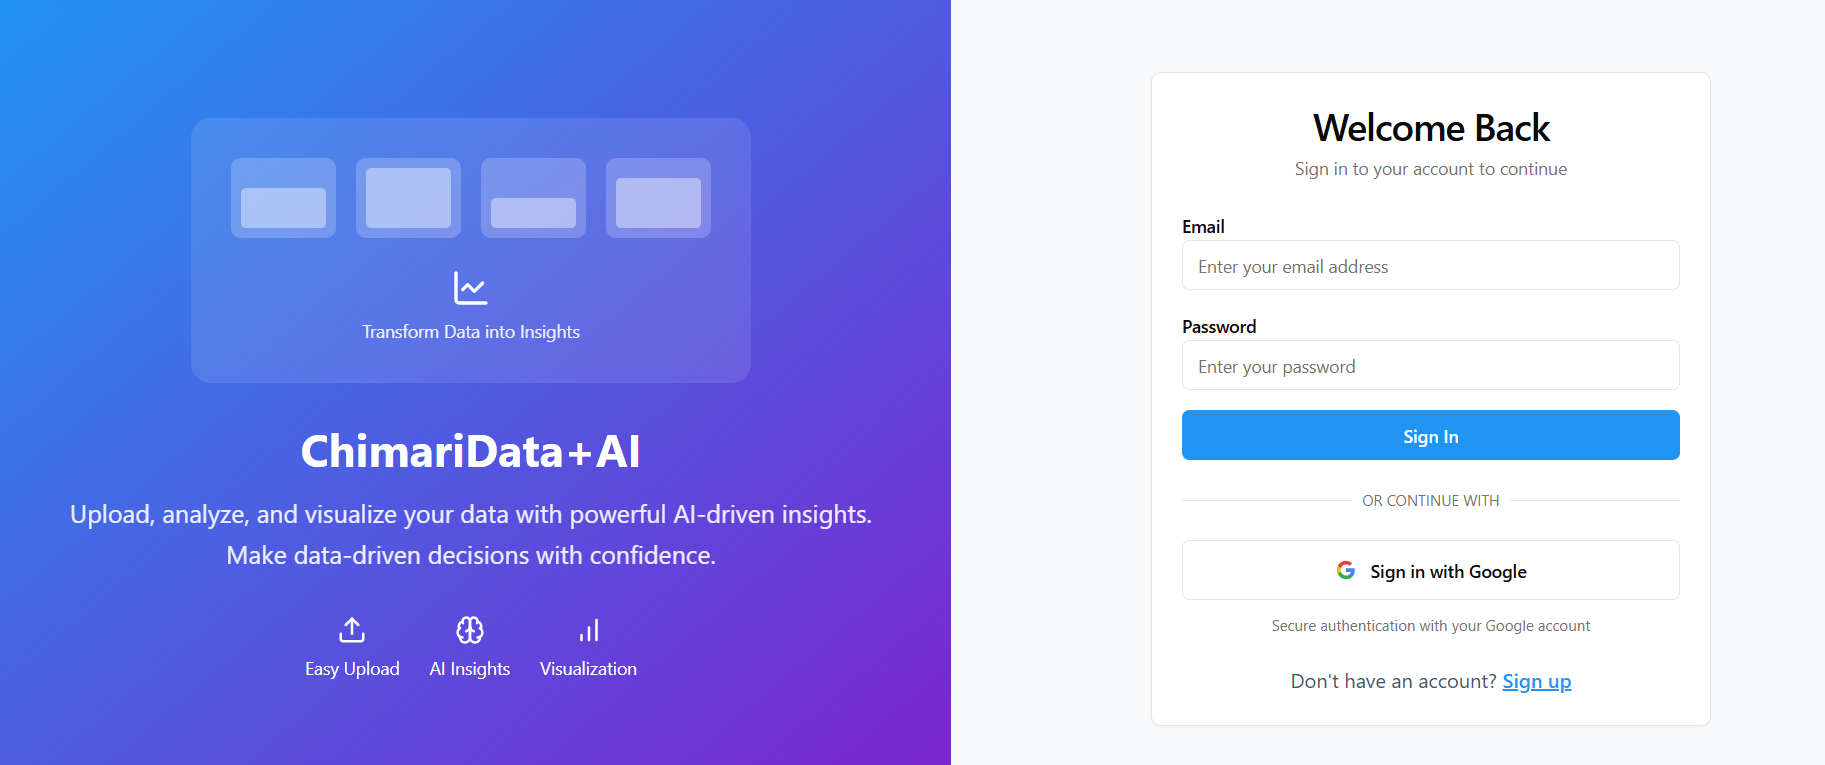 Transform Data into Insights
ChimariData+AI
Upload, analyze, and visualize your data with powerful AI-driven insights.
Make data-driven decisions with confidence.
Easy Upload
AI Insights
Visualization
Welcome Back
Sign in to your account to continue
Email
Enter your email address
Password
Enter your password
Sign In
OR CONTINUE WITH
Sign in with Google
Secure authentication with your Google account
Don't have an account? Sign up